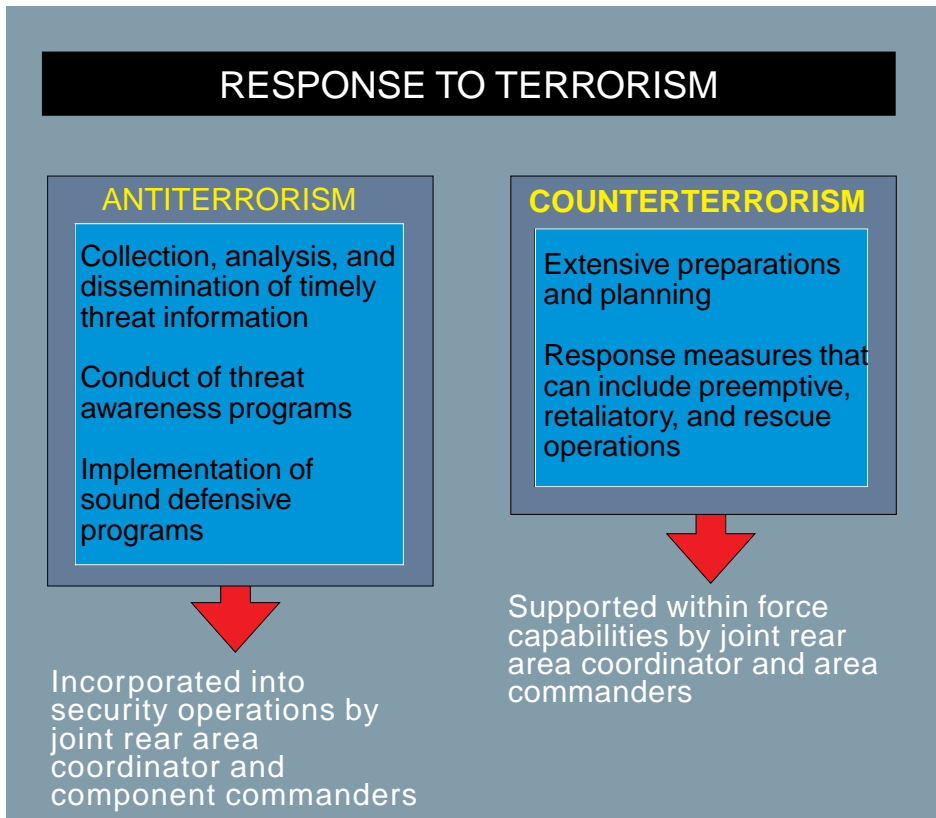 RESPONSE TO TERRORISM
ANTITERRORISM
Collection, analysis, and
dissemination of timely
threat information
Conduct of threat
awareness programs
Implementation of
sound defensive
programs
Incorporated into
security operations by
joint rear area
coordinator and
component commanders
COUNTERTERRORISM
Extensive preparations
and planning
Response measures that
can include preemptive,
retaliatory, and rescue
operations
Supported within force
capabilities by joint rear
area coordinator and area
commanders